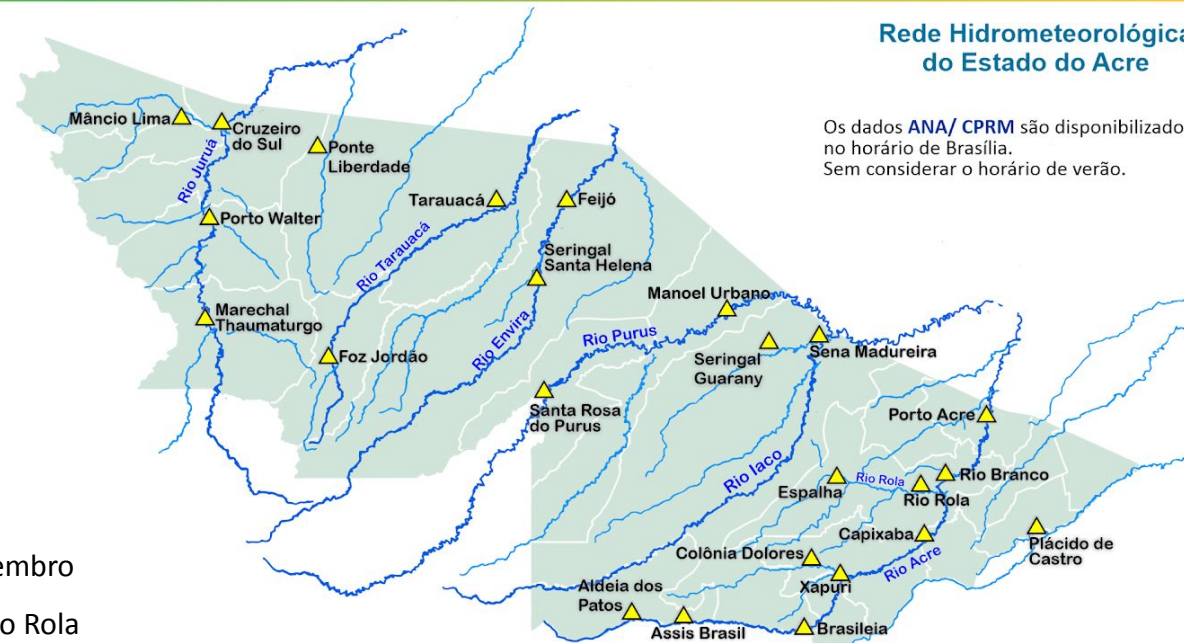 Rede Hidrometeorológica
do Estado do Acre
Os dados ANA/ CPRM são disponibilizado
no horário de Brasília.
Sem considerar o horário de verão.
Mâncio Lima
Cruzeiro
do Sul
Ponte
Liberdade
Rio Juruá
Porto Walter
Tarauacá
Feijó
Rio Tarauacá
Seringal
Santa Helena
Marechal
Thaumaturgo
Foz Jordão
Rio Envira
Manoel Urbano
Rio Purus
Seringal
Guarany
Sena Madureira
Santa Rosa
do Purus
Porto Acre
Rio Iaco
Espalha
Rio Rola
Rio Rola
Rio Branco
Capixaba
Plácido de
Castro
Colônia Dolores
Rio Acre
Xapuri
Aldeia dos
Patos
Assis Brasil
Brasileia
embro
o Rola